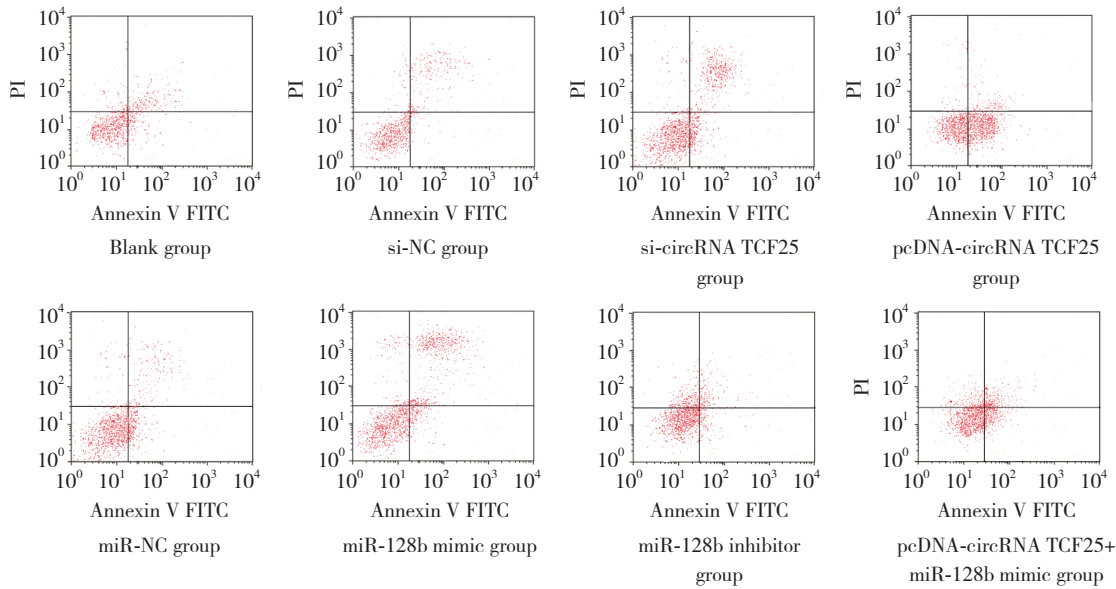 10⁴ 10⁴ 10⁴ 10⁴
10³ 10³ 10³ 10³
PI PI PI PI
10² 10² 10² 10²
10¹ 10¹ 10¹ 10¹
10⁰ 10⁰ 10⁰ 10⁰
10⁰ 10¹ 10² 10³ 10⁴ 10⁰ 10¹ 10² 10³ 10⁴ 10⁰ 10¹ 10² 10³ 10⁴ 10⁰ 10¹ 10² 10³ 10⁴
Annexin V FITC Annexin V FITC Annexin V FITC Annexin V FITC
Blank group si-NC group si-circRNA TCF25 pcDNA-circRNA TCF25
group group
10⁴ 10⁴ 10⁴ 10⁴
10³ 10³ 10³ 10³
10² 10² 10² PI 10²
10¹ 10¹ 10¹ 10¹
10⁰ 10⁰ 10⁰ 10⁰
10⁰ 10¹ 10² 10³ 10⁴ 10⁰ 10¹ 10² 10³ 10⁴ 10⁰ 10¹ 10² 10³ 10⁴ 10⁰ 10¹ 10² 10³ 10⁴
Annexin V FITC Annexin V FITC Annexin V FITC Annexin V FITC
miR-NC group miR-128b mimic group miR-128b inhibitor pcDNA-circRNA TCF25+
group miR-128b mimic group